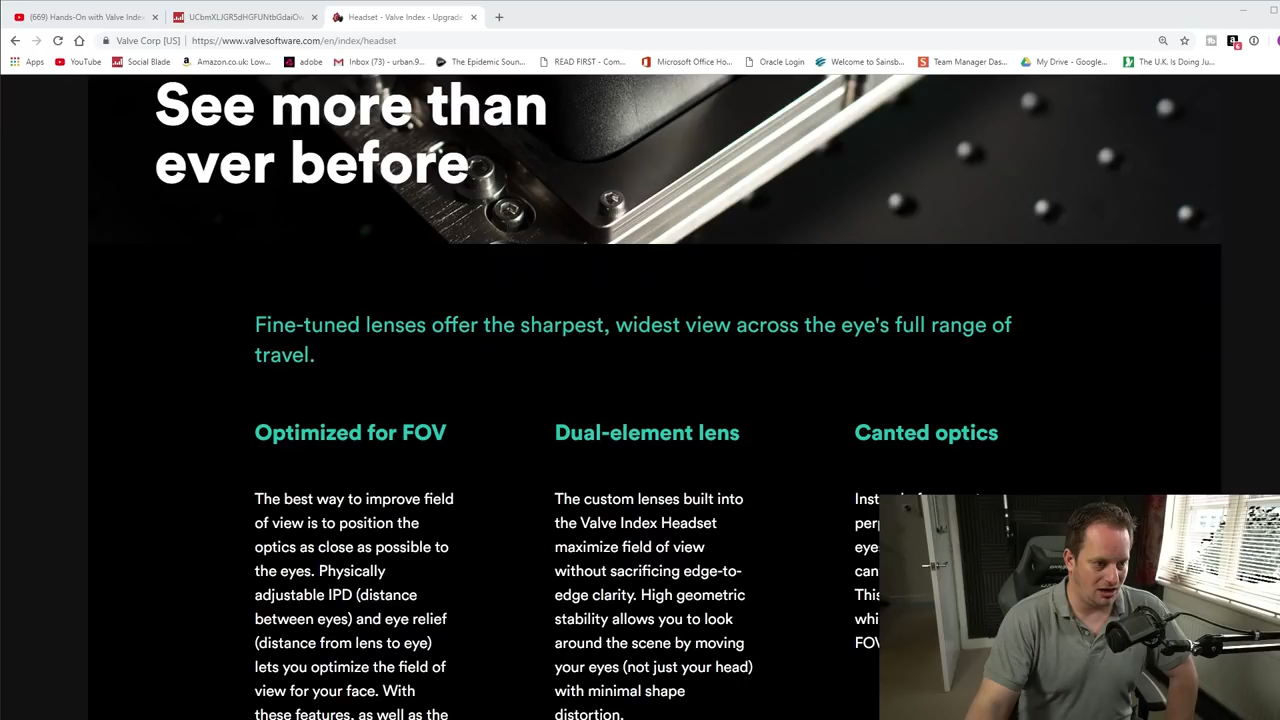 (669) Hands-On with Valve Index
UCbmXLJGR5dHGFUNtbGdaiOw
Headset - Valve Index - Upgrade
Valve Corp [US]
https://www.valvesoftware.com/en/index/headset
Apps
YouTube
Social Blade
Amazon.co.uk: Low...
adobe
Inbox (73) - urban.9...
The Epidemic Soun...
READ FIRST - Com...
Microsoft Office Ho...
Oracle Login
Welcome to Sainsb...
Team Manager Das...
My Drive - Google...
The U.K. Is Doing Ju...
See more than
ever before
Fine-tuned lenses offer the sharpest, widest view across the eye's full range of
travel.
Optimized for FOV
The best way to improve field
of view is to position the
optics as close as possible to
the eyes. Physically
adjustable IPD (distance
between eyes) and eye relief
(distance from lens to eye)
lets you optimize the field of
view for your face. With
these features, as well as the
Dual-element lens
The custom lenses built into
the Valve Index Headset
maximize field of view
without sacrificing edge-to-
edge clarity. High geometric
stability allows you to look
around the scene by moving
your eyes (not just your head)
with minimal shape
distortion.
Canted optics
Inst
perp
eye
can
This
whi
FOV